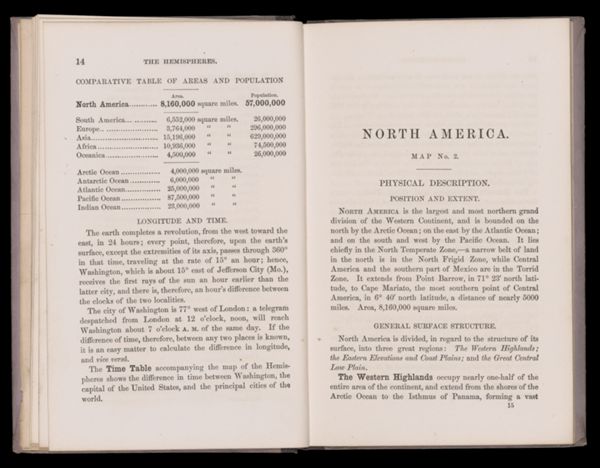 14 THE HEMISPHERES.
COMPARATIVE TABLE OF AREAS AND POPULATION
Area. Population.
North America............ 8,160,000 square miles. 57,000,000
South America.... .......... 6,552,000 square miles. 26,000,000
Europe.. ...................... 3,764,000 " " 296,000,000
Asia........................... 15,196,000 " " 629,000,000
Africa........................ 10,936,000 " " 74,500,000
Oceanica ..................... 4,500,000 " " 26,000,000
Arctic Ocean ................ 4,000,000 square miles.
Antarctic Ocean ............. 6,000,000 " "
Atlantic Ocean............... 25,000,000 " "
Pacific Ocean ............... 87,500,000 " "
Indian Ocean................. 23,000,000 " "
LONGITUDE AND TIME.
The earth completes a revolution, from the west toward the
east, in 24 hours; every point, therefore, upon the earth's
surface, except the extremities of its axis, passes through 360°
in that time, traveling at the rate of 15° an hour; hence,
Washington, which is about 15° east of Jefferson City (Mo.),
receives the first rays of the sun an hour earlier than the
latter city, and there is, therefore, an hour's difference between
the clocks of the two localities.
The city of Washington is 77° west of London: a telegram
despatched from London at 12 o'clock, noon, will reach
Washington about 7 o'clock A. M. of the same day. If the
difference of time, therefore, between any two places is known,
it is an easy matter to calculate the difference in longitude,
and vice versâ.
The Time Table accompanying the map of the Hemis-
pheres shows the difference in time between Washington, the
capital of the United States, and the principal cities of the
world.
NORTH AMERICA.
MAP No. 2.
PHYSICAL DESCRIPTION.
POSITION AND EXTENT.
NORTH AMERICA is the largest and most northern grand
division of the Western Continent, and is bounded on the
north by the Arctic Ocean; on the east by the Atlantic Ocean;
and on the south and west by the Pacific Ocean. It lies
chiefly in the North Temperate Zone,—a narrow belt of land
in the north is in the North Frigid Zone, while Central
America and the southern part of Mexico are in the Torrid
Zone. It extends from Point Barrow, in 71° 23' north lati-
tude, to Cape Mariato, the most southern point of Central
America, in 6° 40' north latitude, a distance of nearly 5000
miles. Area, 8,160,000 square miles.
GENERAL SURFACE STRUCTURE.
North America is divided, in regard to the structure of its
surface, into three great regions: The Western Highlands;
the Eastern Elevations and Coast Plains; and the Great Central
Low Plain.
The Western Highlands occupy nearly one-half of the
entire area of the continent, and extend from the shores of the
Arctic Ocean to the Isthmus of Panama, forming a vast
15